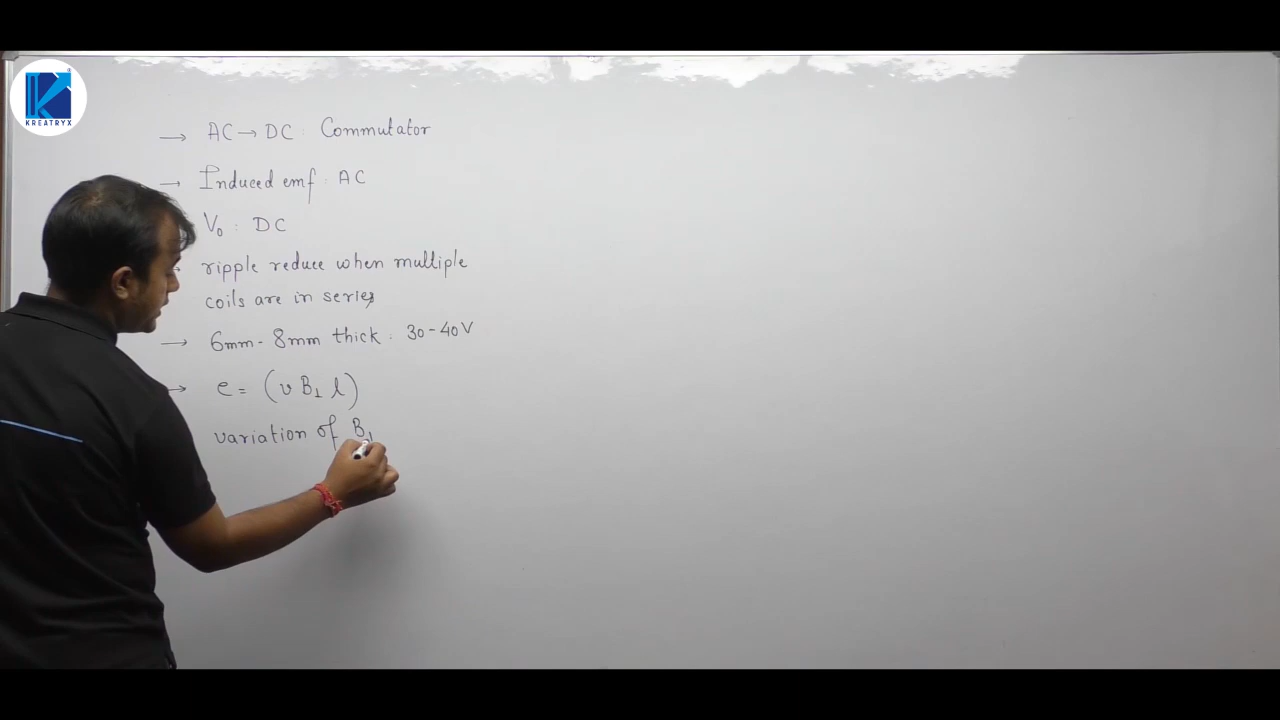 KREATRYX
→ AC → DC : Commutator
→ Induced emf : AC
V₀ : DC
ripple reduce when multiple
coils are in series
→ 6mm - 8mm thick : 30-40V
→ e = (v B⊥ l)
variation of B⊥